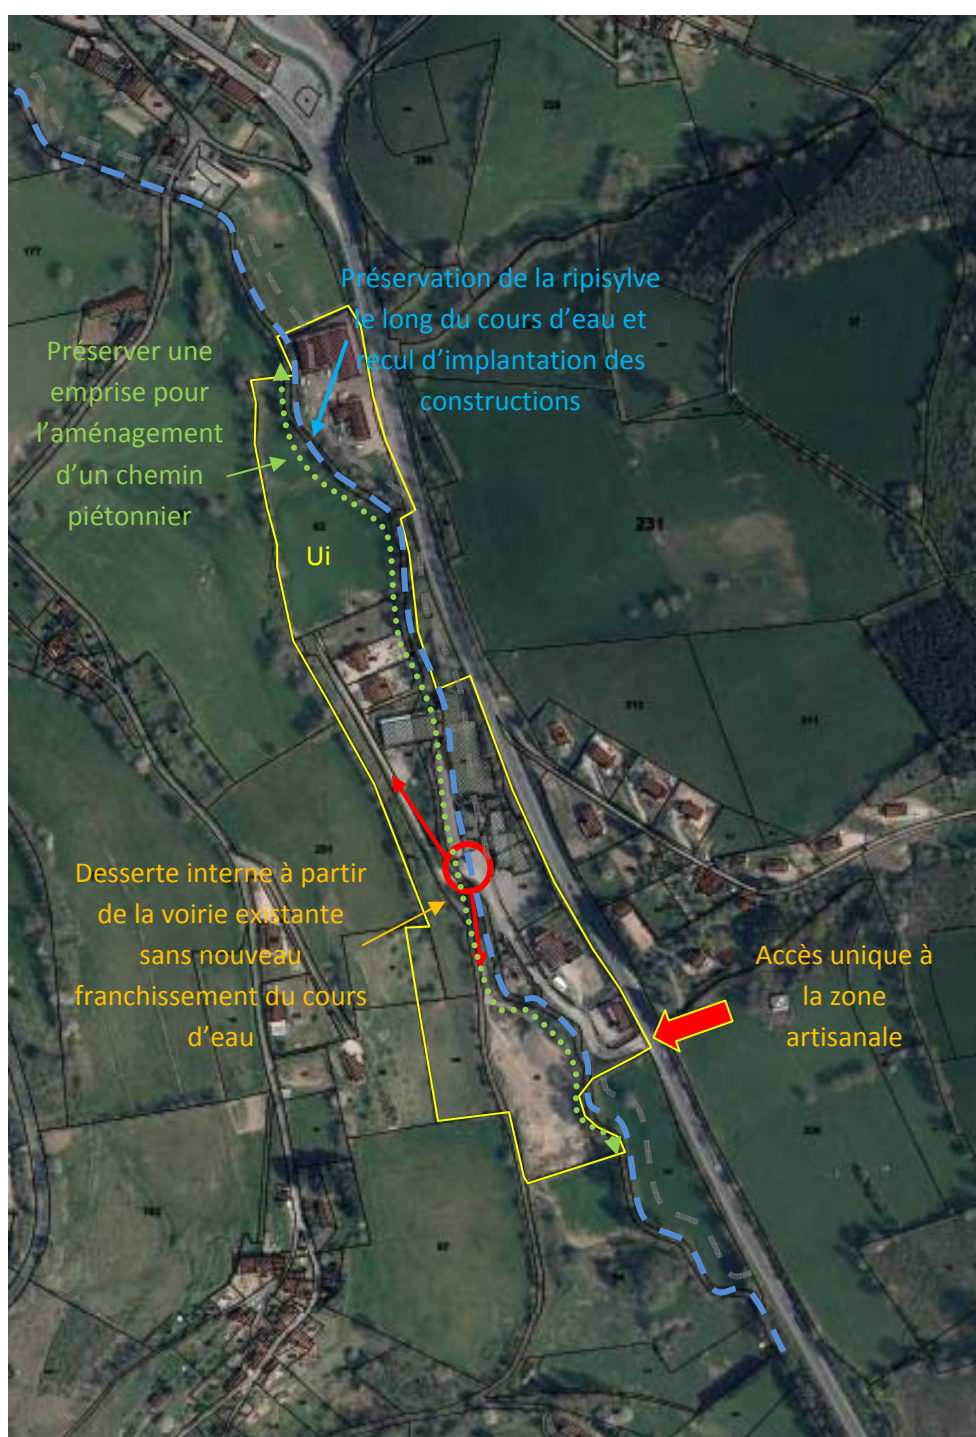 177
228
Préservation de la ripisylve
le long du cours d’eau et
recul d’implantation des
constructions
Préserver une
emprise pour
l’aménagement
d’un chemin
piétonnier
Ui
231
Desserte interne à partir
de la voirie existante
sans nouveau
franchissement du cours
d’eau
Accès unique à
la zone
artisanale